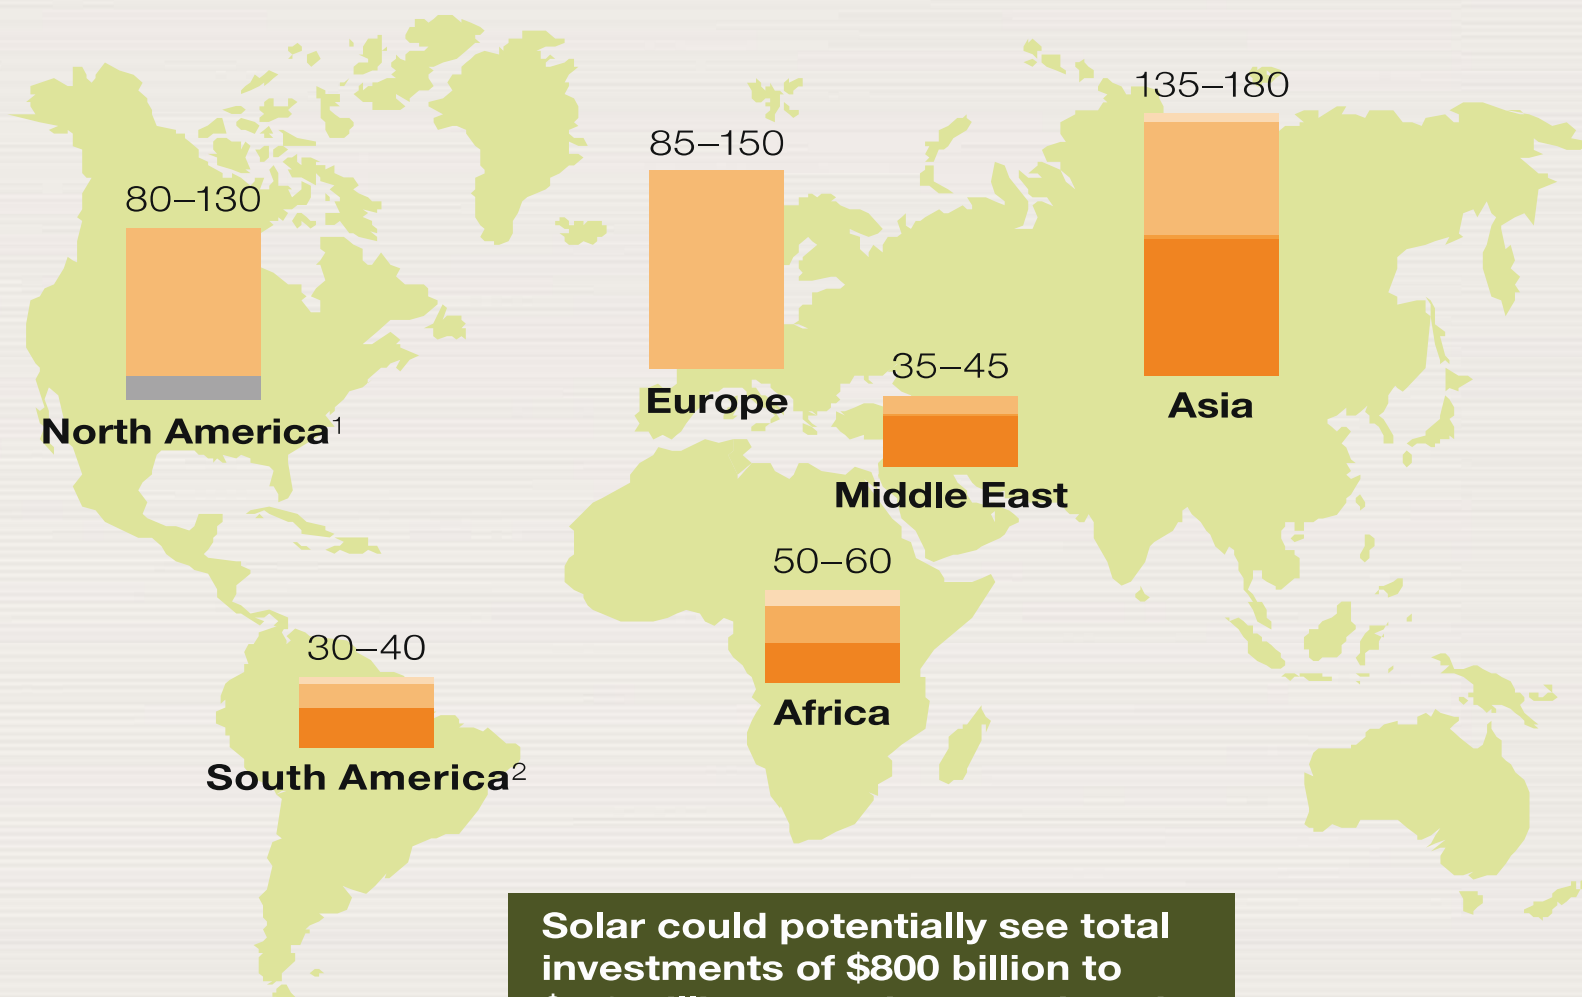 135–180
85–150
80–130
35–45
Europe
Asia
North America¹
Middle East
50–60
30–40
Africa
South America²
Solar could potentially see total
investments of $800 billion to